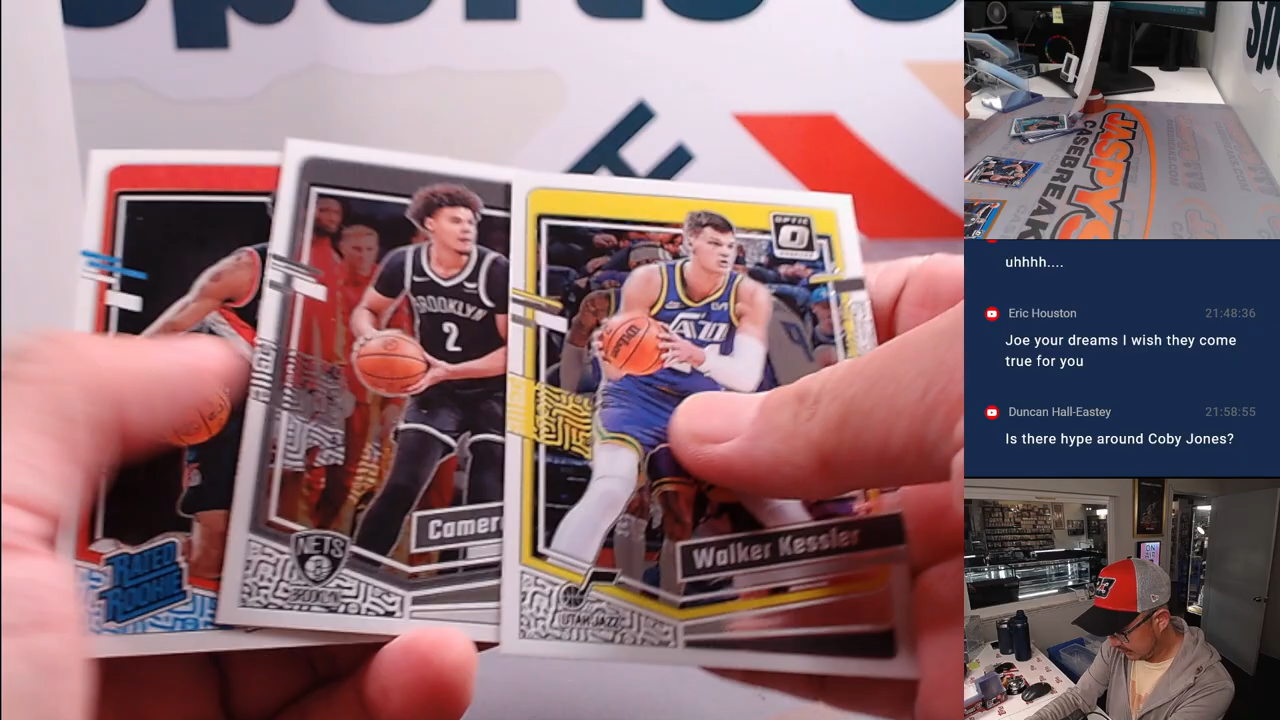 OPTIC
BROOKLYN
2
Camer
NETS
BROOKLYN
RATED
ROOKIE
Walker Kessler
UTAH JAZZ
JASPY'S
CASEBREAK
uhhhh....
Eric Houston 21:48:36
Joe your dreams I wish they come
true for you
Duncan Hall-Eastey 21:58:55
Is there hype around Coby Jones?